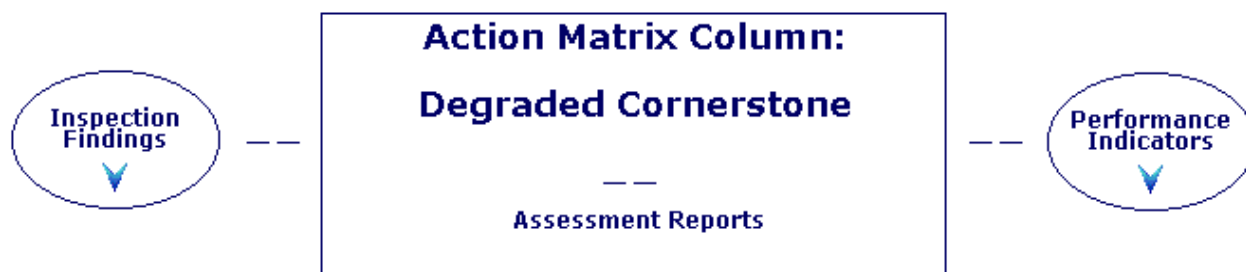 Action Matrix Column:
Degraded Cornerstone
Inspection
Findings
Performance
Indicators
Assessment Reports